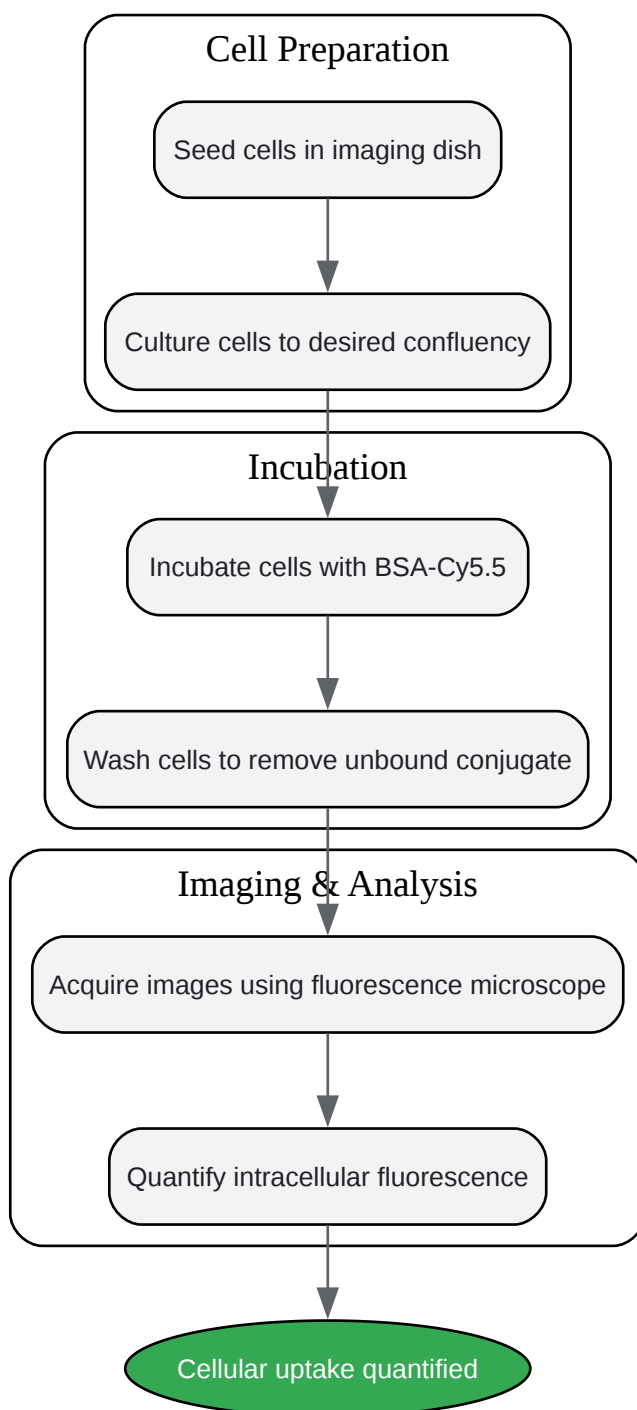 Cell Preparation
Seed cells in imaging dish
Culture cells to desired confluency
Incubation
Incubate cells with BSA-Cy5.5
Wash cells to remove unbound conjugate
Imaging & Analysis
Acquire images using fluorescence microscope
Quantify intracellular fluorescence
Cellular uptake quantified